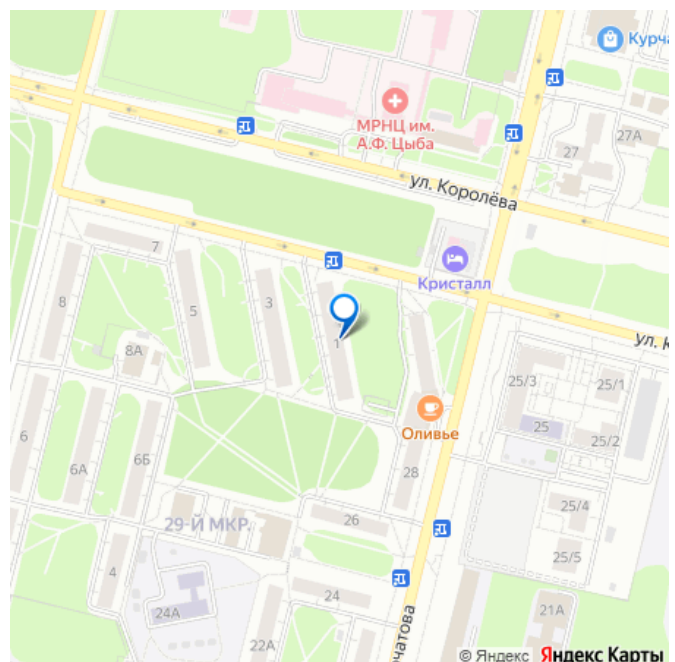 Курча
МРНЦ им.
А.Ф. Цыба
27А
27
ул. Королёва
7
Кристалл
8
5
3
1
ул. К
8А
25/3
25/1
Оливье
25
25/2
6
6А
6Б
28
25/4
29-Й МКР.
26
25/5
4
24
24А
21А
22А
чатова
© Яндекс Яндекс Карты